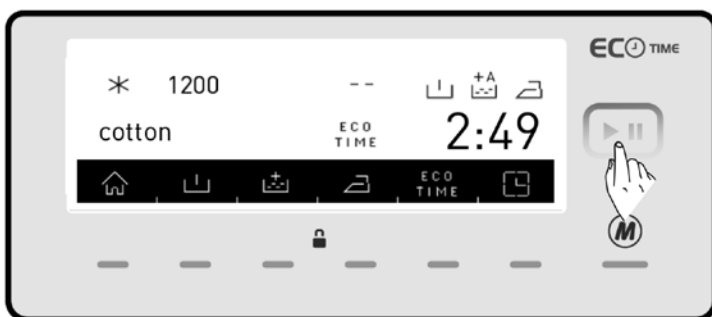 ECO TIME
1200 -- +A
cotton ECO TIME 2:49
+ ECO TIME
M